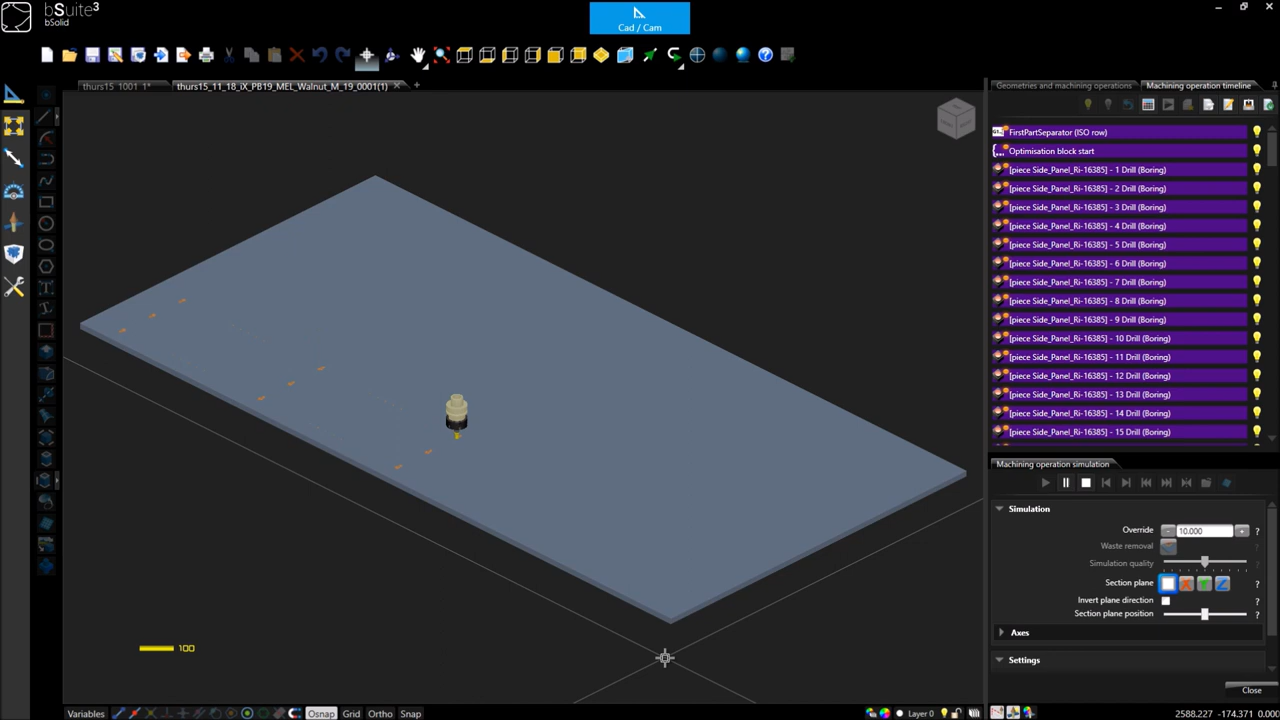 bSuite³
bSolid
Cad / Cam
thurs15 1001 1*
thurs15_11_18_iX_PB19_MEL_Walnut_M_19_0001(1)
Geometries and machining operations
Machining operation timeline
FirstPartSeparator (ISO row)
Optimisation block start
[piece Side_Panel_Ri-16385] - 1 Drill (Boring)
[piece Side_Panel_Ri-16385] - 2 Drill (Boring)
[piece Side_Panel_Ri-16385] - 3 Drill (Boring)
[piece Side_Panel_Ri-16385] - 4 Drill (Boring)
[piece Side_Panel_Ri-16385] - 5 Drill (Boring)
[piece Side_Panel_Ri-16385] - 6 Drill (Boring)
[piece Side_Panel_Ri-16385] - 7 Drill (Boring)
[piece Side_Panel_Ri-16385] - 8 Drill (Boring)
[piece Side_Panel_Ri-16385] - 9 Drill (Boring)
[piece Side_Panel_Ri-16385] - 10 Drill (Boring)
[piece Side_Panel_Ri-16385] - 11 Drill (Boring)
[piece Side_Panel_Ri-16385] - 12 Drill (Boring)
[piece Side_Panel_Ri-16385] - 13 Drill (Boring)
[piece Side_Panel_Ri-16385] - 14 Drill (Boring)
[piece Side_Panel_Ri-16385] - 15 Drill (Boring)
Machining operation simulation
Simulation
Override 10.000 ?
Waste removal
Simulation quality
Section plane ?
Invert plane direction ?
Section plane position ?
Axes
Settings
Close
100
Variables Osnap Grid Ortho Snap Layer 0 2588.227 -174.371 0.000